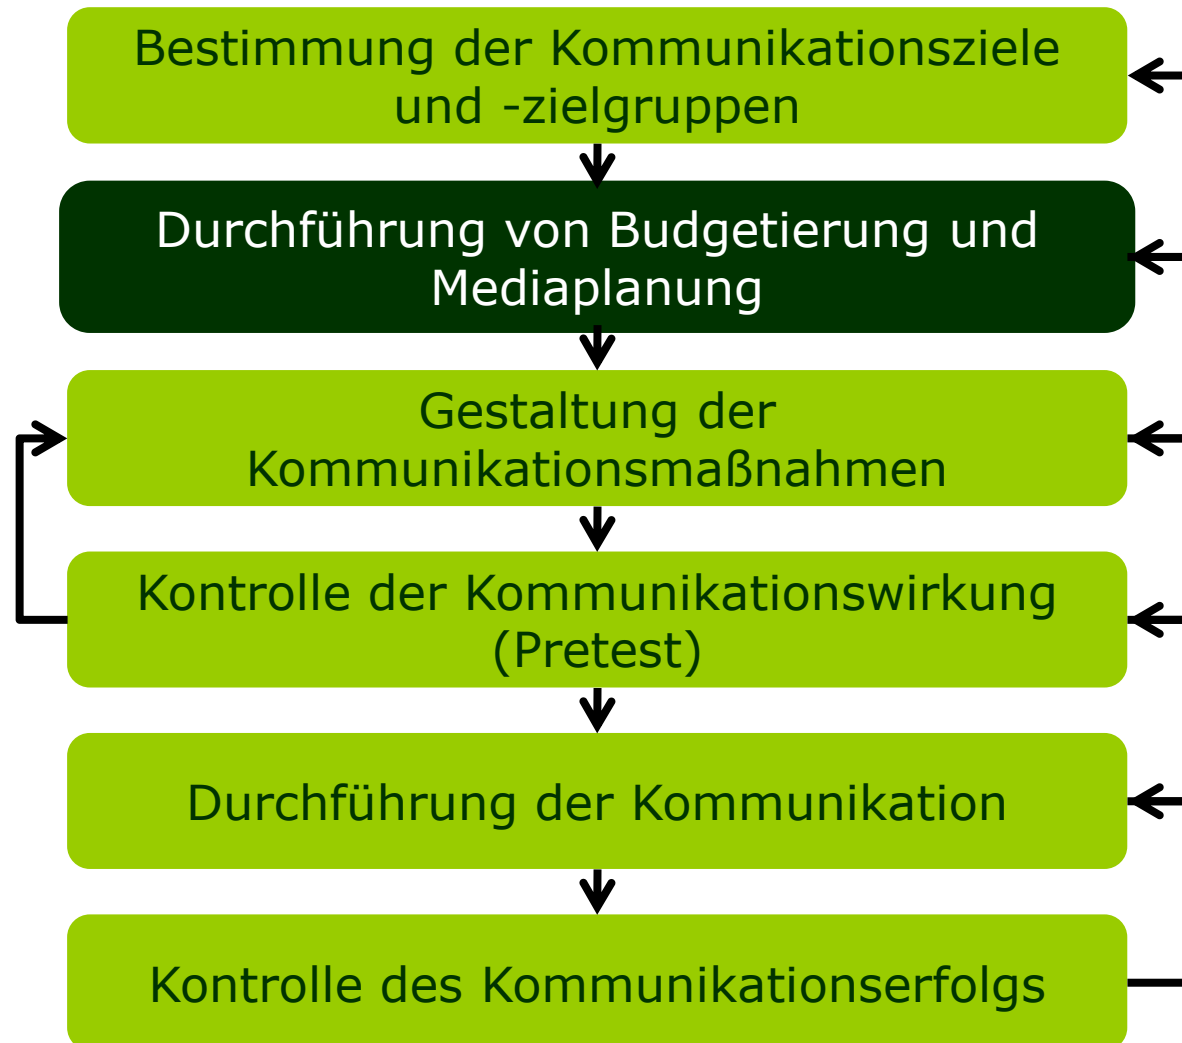 Bestimmung der Kommunikationsziele
und -zielgruppen
Durchführung von Budgetierung und
Mediaplanung
Gestaltung der
Kommunikationsmaßnahmen
Kontrolle der Kommunikationswirkung
(Pretest)
Durchführung der Kommunikation
Kontrolle des Kommunikationserfolgs